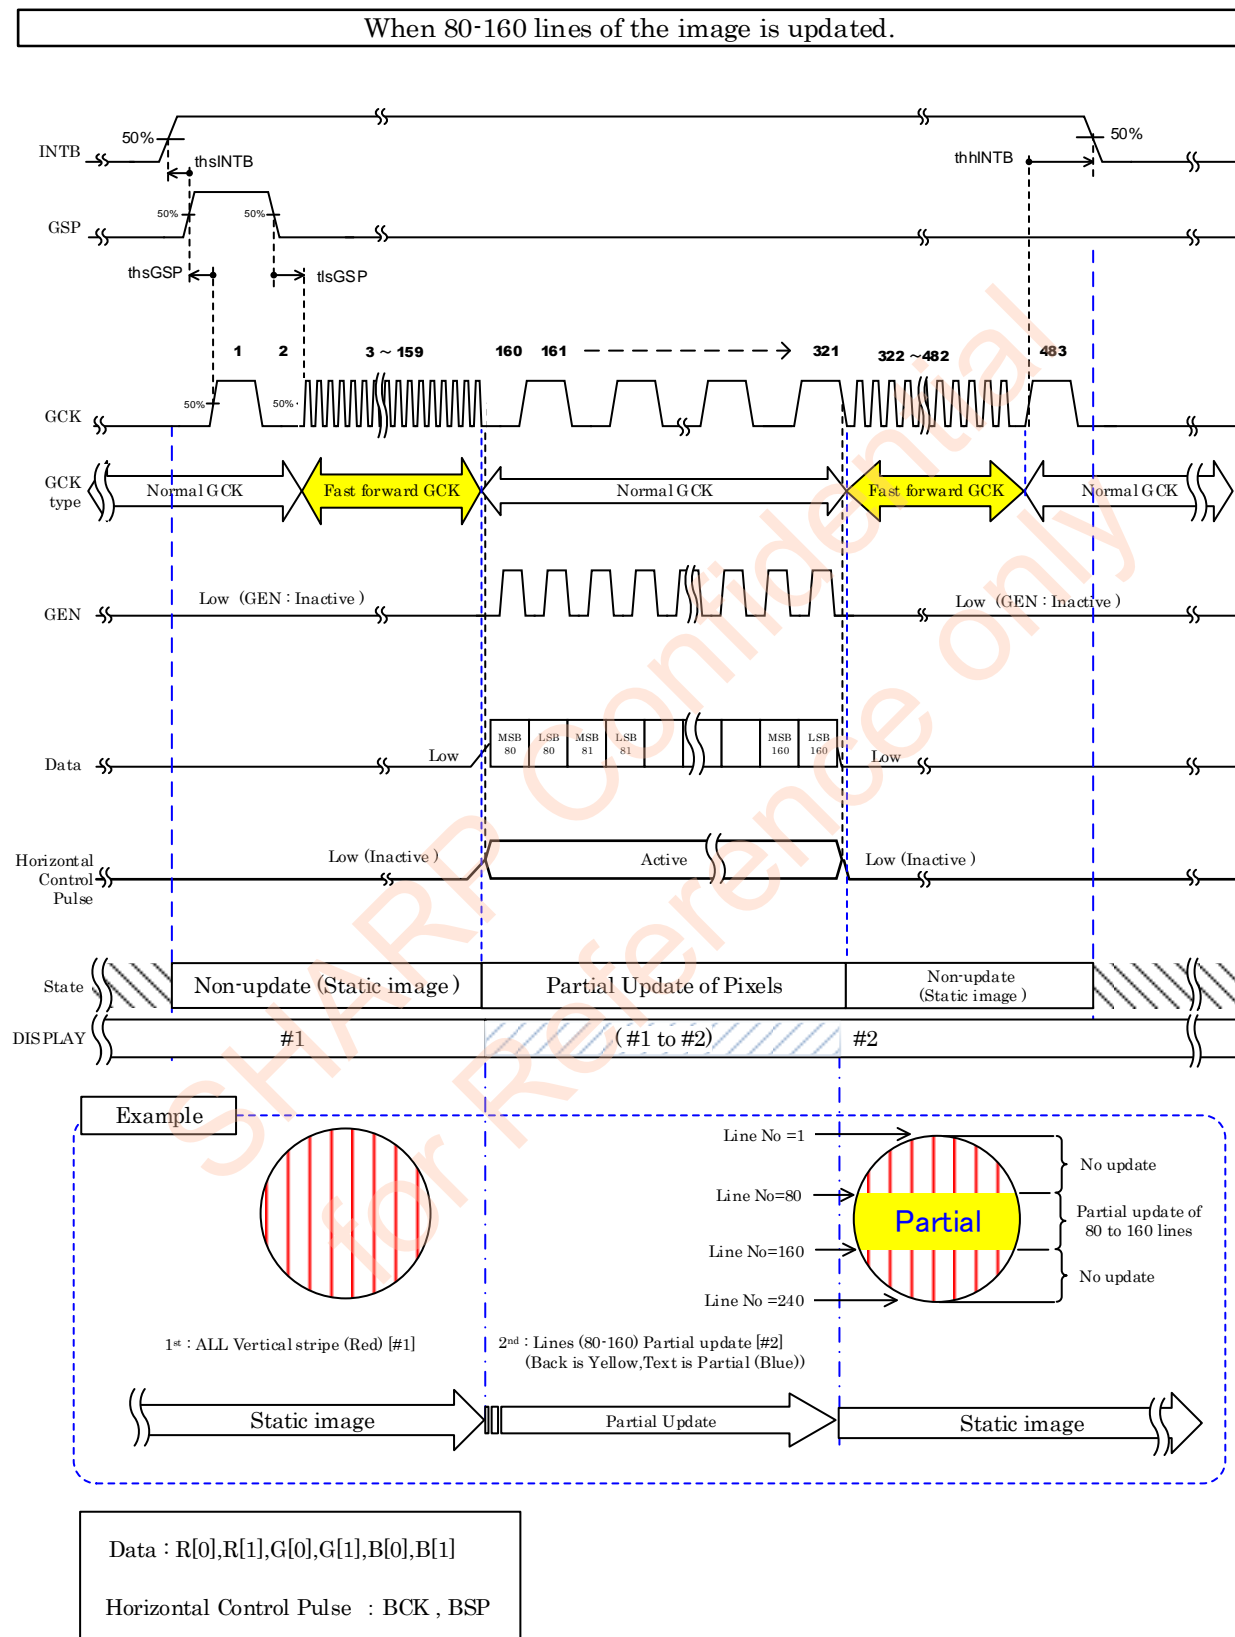 When 80-160 lines of the image is updated.
INTB
50%
thsINTB
thhINTB
50%
GSP
50%
50%
thsGSP
tlsGSP
1 2 3 ~ 159 160 161 321 322 ~482 483
GCK
50%
50%
GCK
type
Normal GCK
Fast forward GCK
Normal GCK
Fast forward GCK
Normal GCK
GEN
Low (GEN : Inactive )
Low (GEN : Inactive )
Data
Low
MSB
80
LSB
80
MSB
81
LSB
81
MSB
160
LSB
160
Low
Horizontal
Control
Pulse
Low (Inactive )
Active
Low (Inactive )
State
Non-update (Static image )
Partial Update of Pixels
Non-update
(Static image )
DISPLAY
#1
( #1 to #2)
#2
Example
Line No =1
Line No=80
Line No=160
Line No =240
Partial
No update
Partial update of
80 to 160 lines
No update
1st : ALL Vertical stripe (Red) [#1]
2nd : Lines (80-160) Partial update [#2]
(Back is Yellow,Text is Partial (Blue))
Static image
Partial Update
Static image
Data : R[0],R[1],G[0],G[1],B[0],B[1]
Horizontal Control Pulse : BCK , BSP
SHARP Confidential
for Reference only